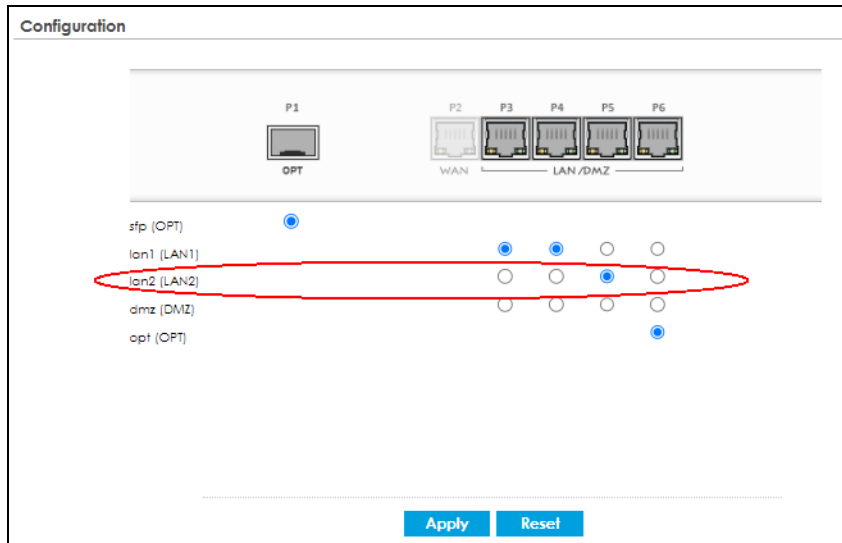 Configuration
P1 P2 P3 P4 P5 P6
OPT WAN LAN/DMZ
sfp (OPT)
lan1 (LAN1)
lan2 (LAN2)
dmz (DMZ)
opt (OPT)
Apply Reset